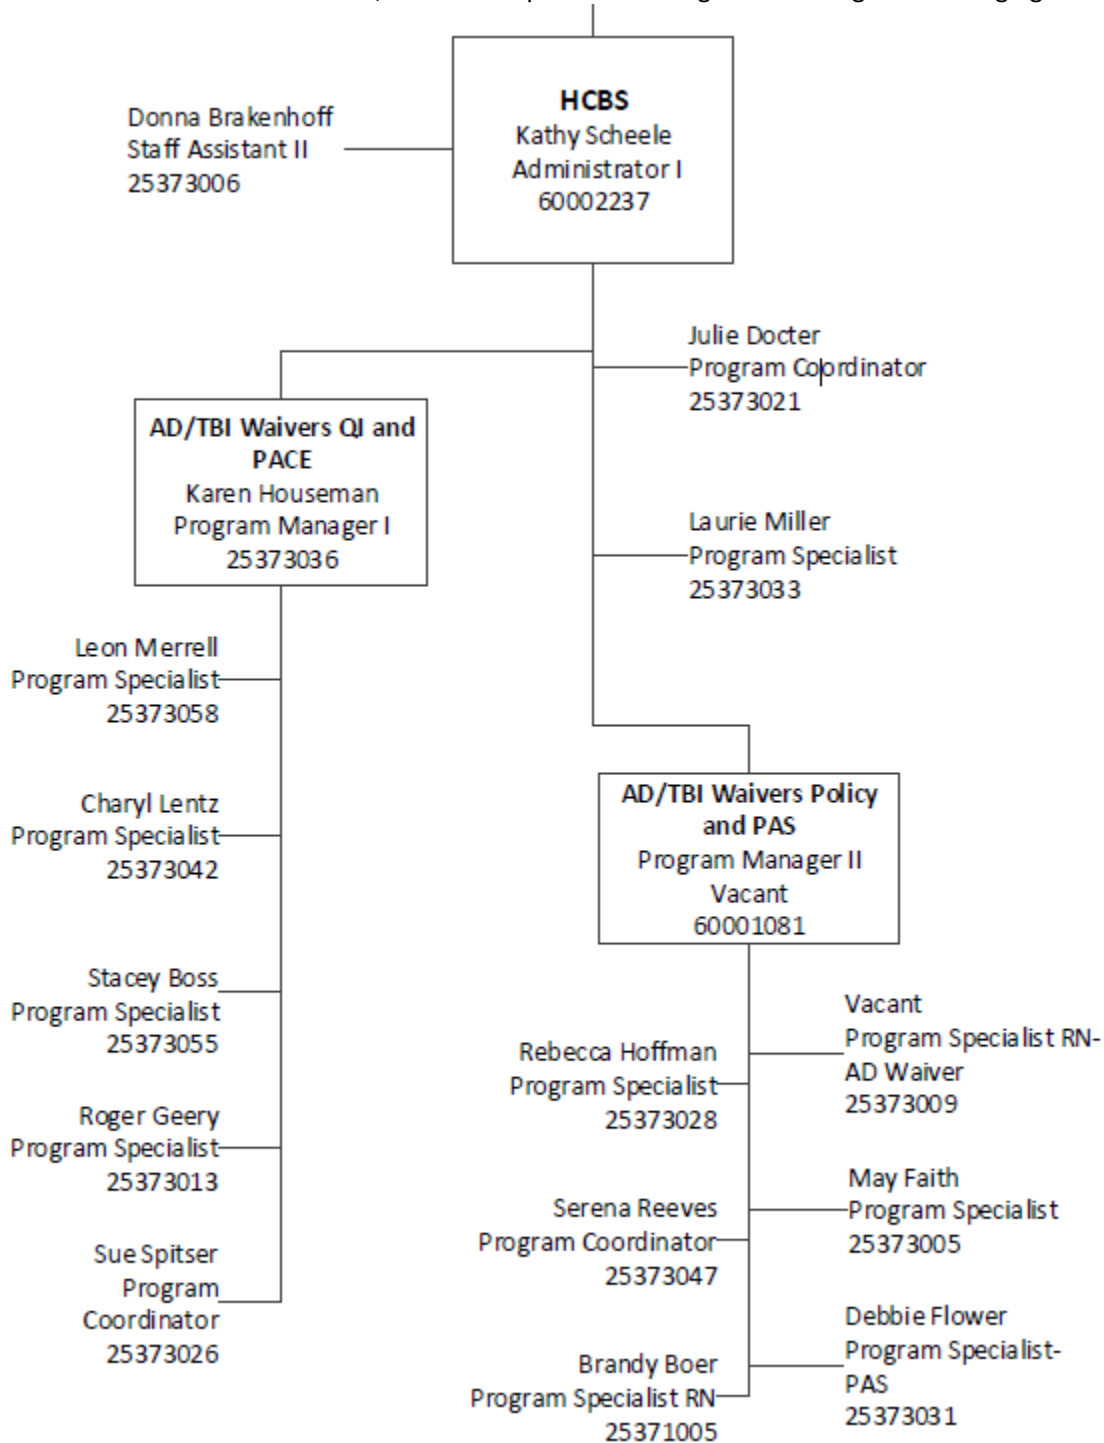 HCBS
Kathy Scheele
Administrator I
60002237
Donna Brakenhoff
Staff Assistant II
25373006
Julie Docter
Program Coordinator
25373021
AD/TBI Waivers QI and
PACE
Karen Houseman
Program Manager I
25373036
Laurie Miller
Program Specialist
25373033
Leon Merrell
Program Specialist
25373058
Charyl Lentz
Program Specialist
25373042
Stacey Boss
Program Specialist
25373055
Roger Geery
Program Specialist
25373013
Sue Spitser
Program
Coordinator
25373026
AD/TBI Waivers Policy
and PAS
Program Manager II
Vacant
60001081
Vacant
Program Specialist RN-
AD Waiver
25373009
Rebecca Hoffman
Program Specialist
25373028
May Faith
Program Specialist
25373005
Serena Reeves
Program Coordinator
25373047
Debbie Flower
Program Specialist-
PAS
25373031
Brandy Boer
Program Specialist RN
25371005